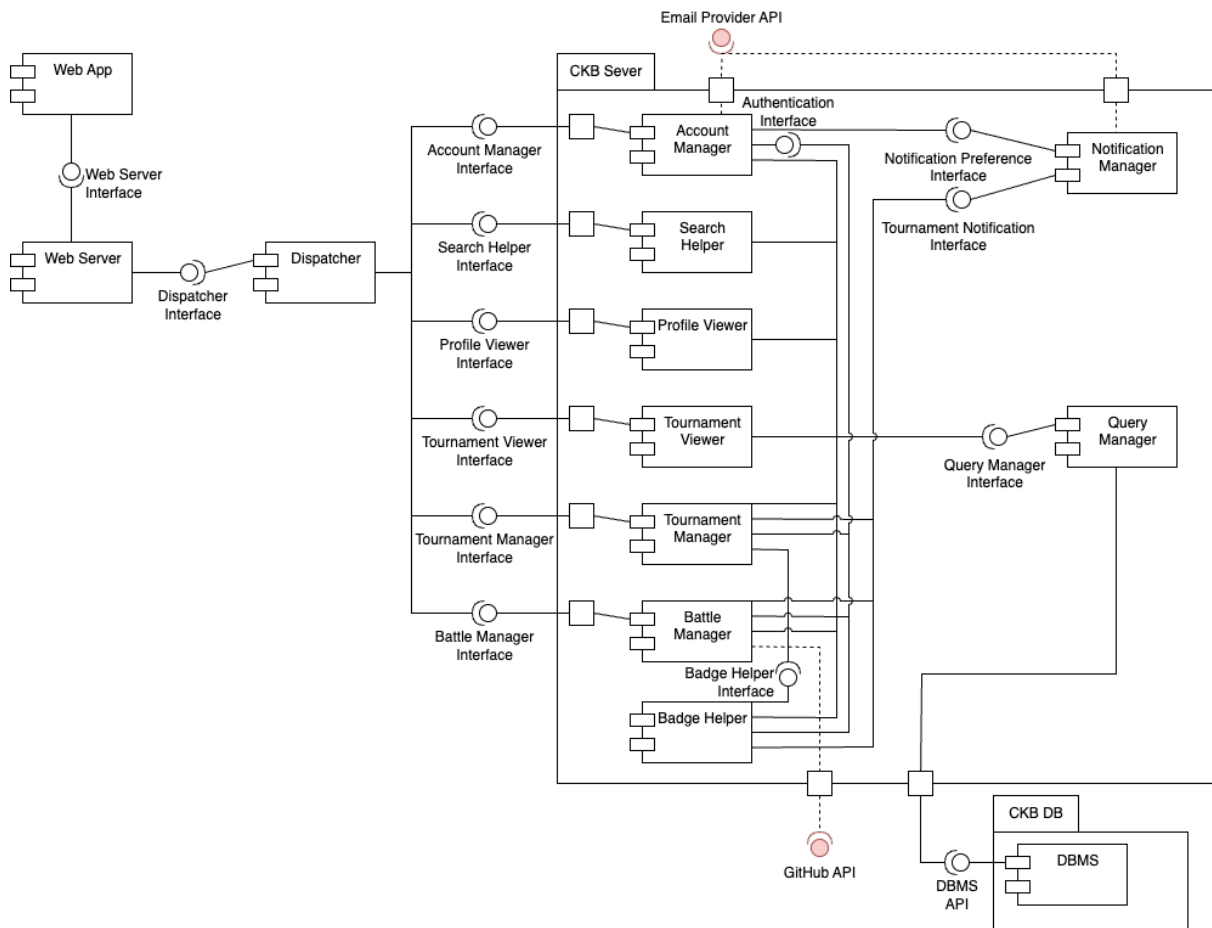 Email Provider API
Web App
CKB Sever
Authentication
Interface
Account
Manager
Account Manager
Interface
Notification Preference
Interface
Notification
Manager
Web Server
Interface
Search
Helper
Search Helper
Interface
Tournament Notification
Interface
Web Server
Dispatcher
Dispatcher
Interface
Profile Viewer
Profile Viewer
Interface
Tournament
Viewer
Tournament Viewer
Interface
Query
Manager
Query Manager
Interface
Tournament
Manager
Tournament Manager
Interface
Battle
Manager
Battle Manager
Interface
Badge Helper
Interface
Badge Helper
CKB DB
DBMS
GitHub API
DBMS
API